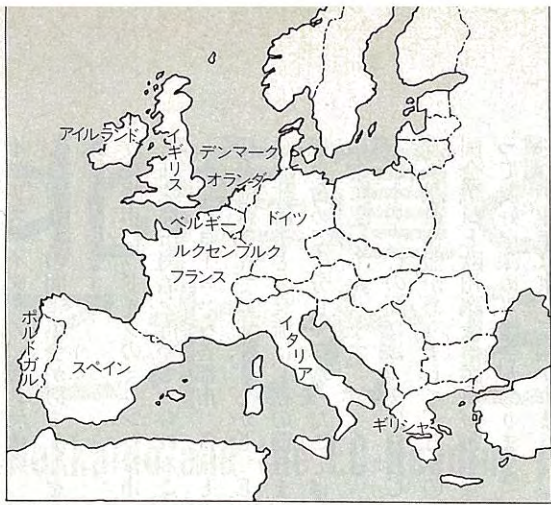 アイルランド
イギリス
デンマーク
オランダ
ベルギー
ドイツ
ルクセンブルク
フランス
イタリア
ポルトガル
スペイン
ギリシャ